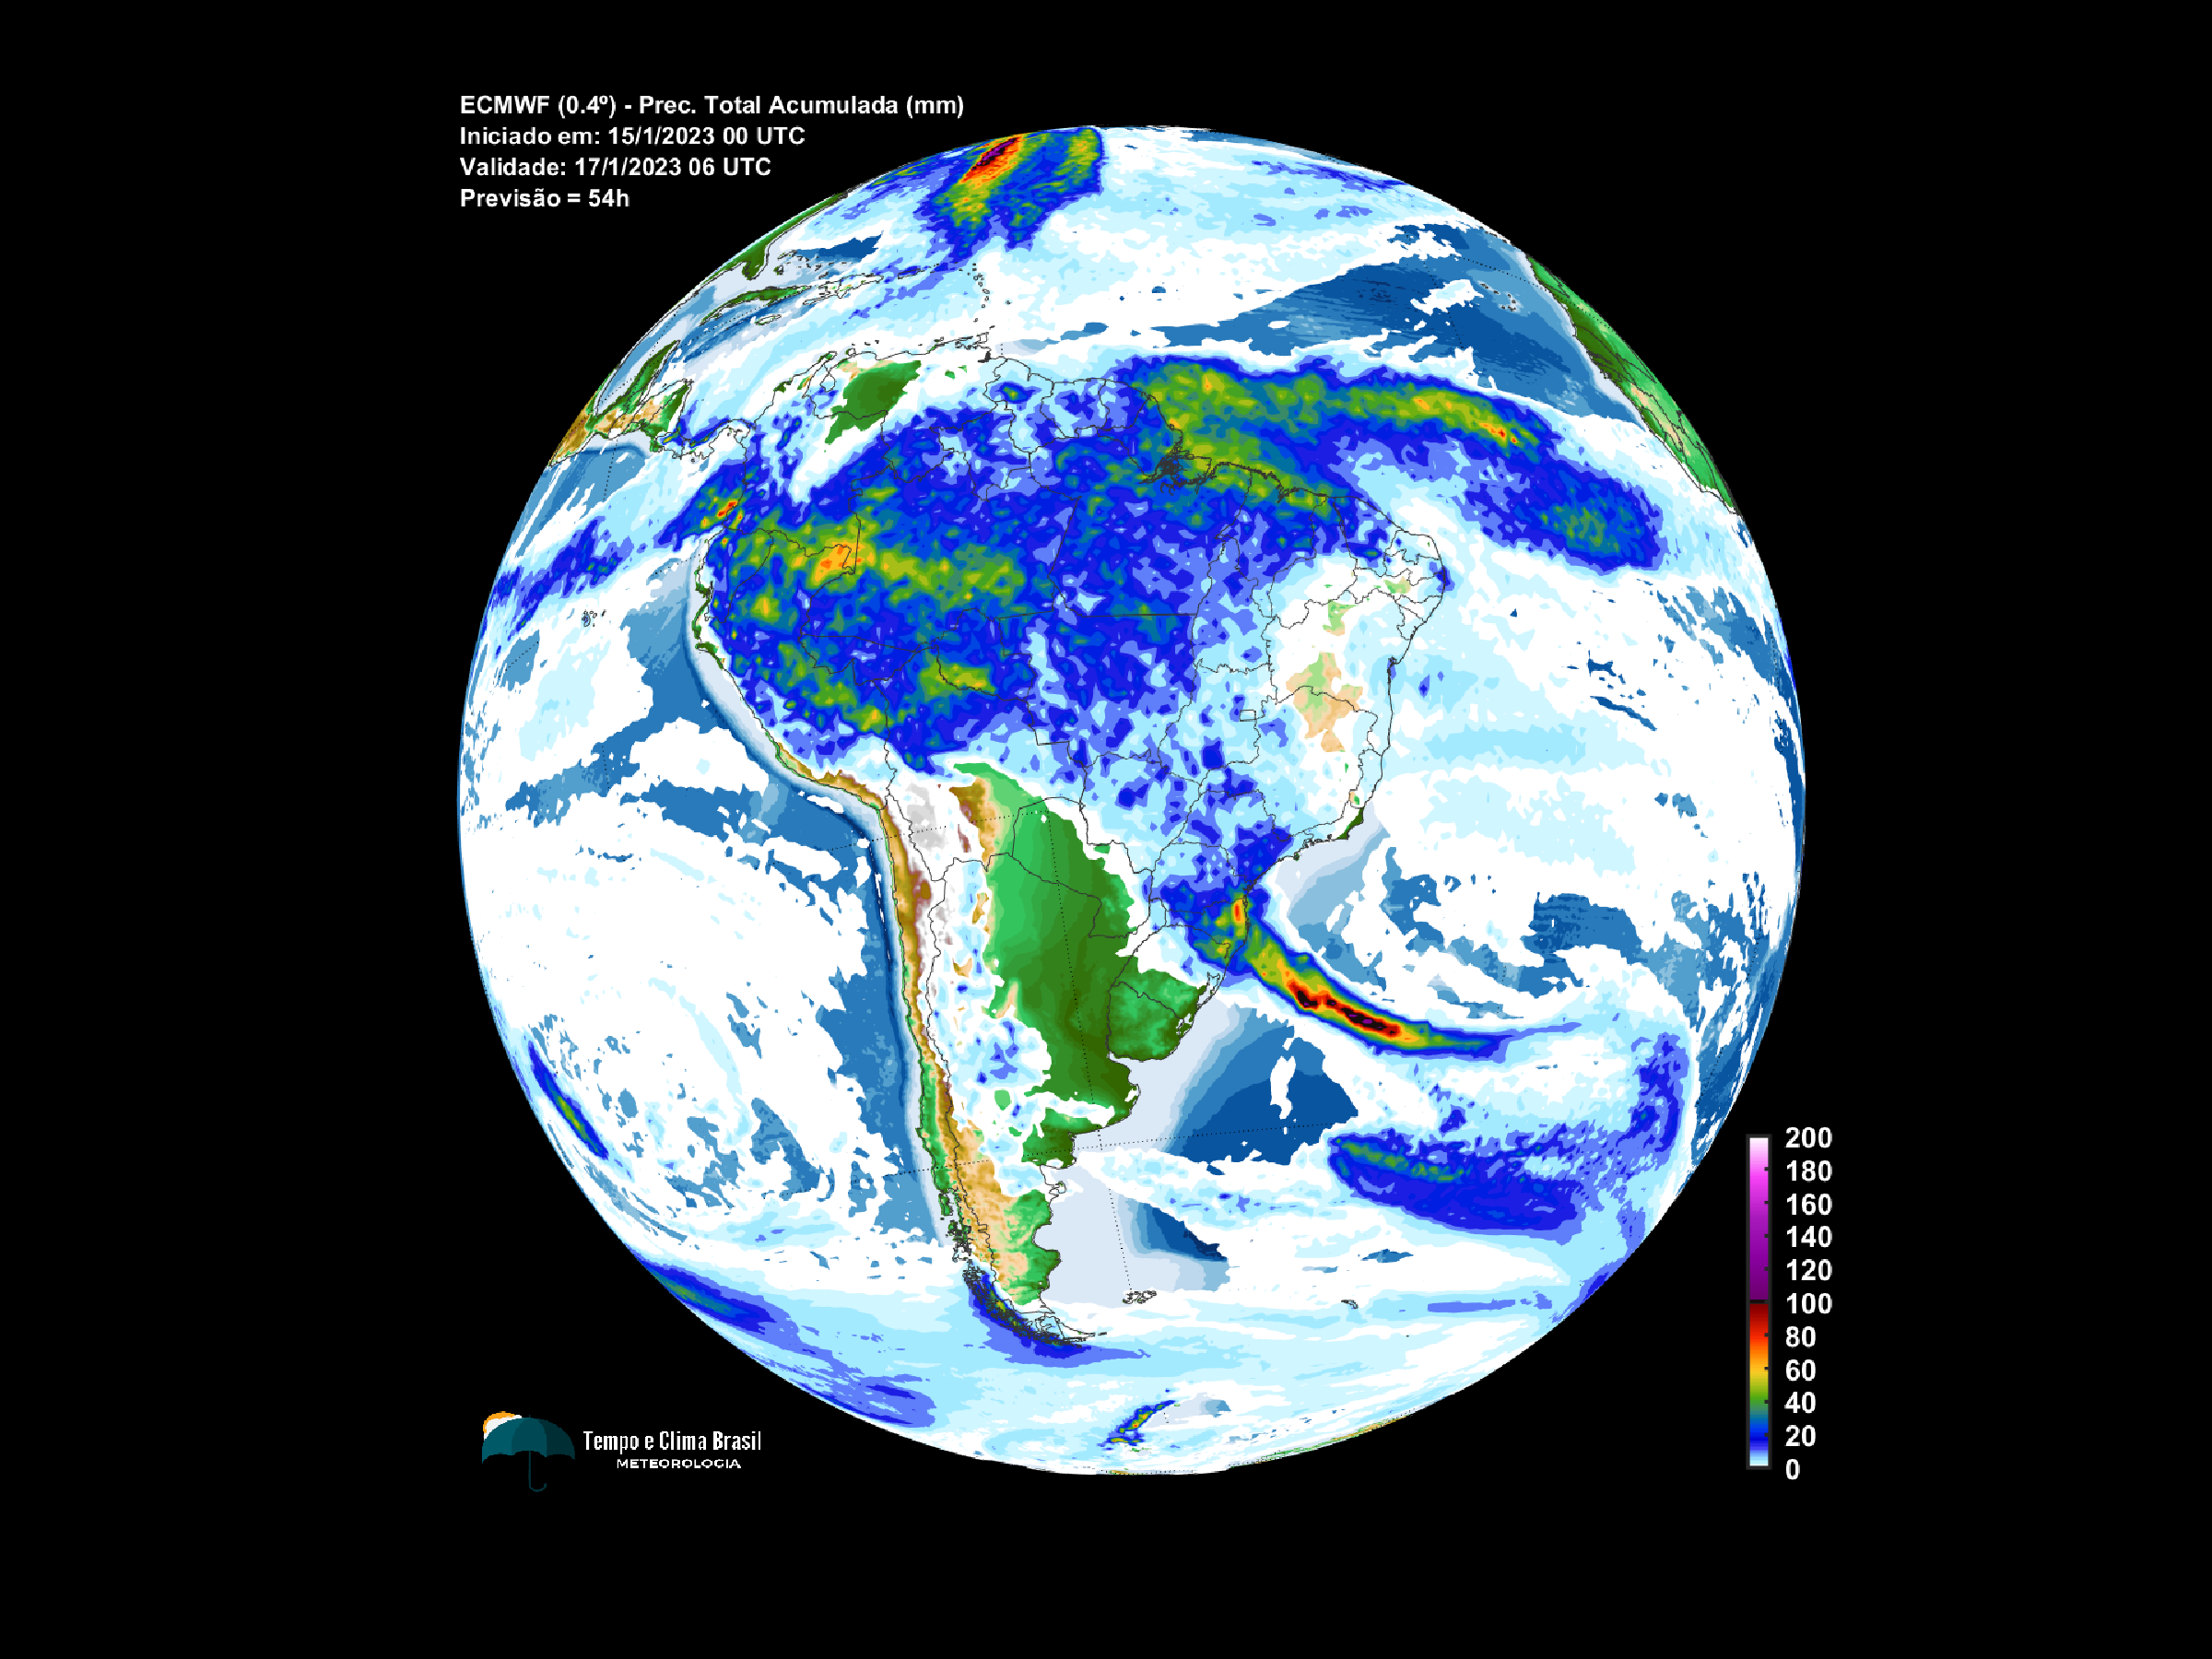 ECMWF (0.4º) - Prec. Total Acumulada (mm)
Iniciado em: 15/1/2023 00 UTC
Validade: 17/1/2023 06 UTC
Previsão = 54h
200
180
160
140
120
100
80
60
40
20
0
Tempo e Clima Brasil
METEOROLOGIA